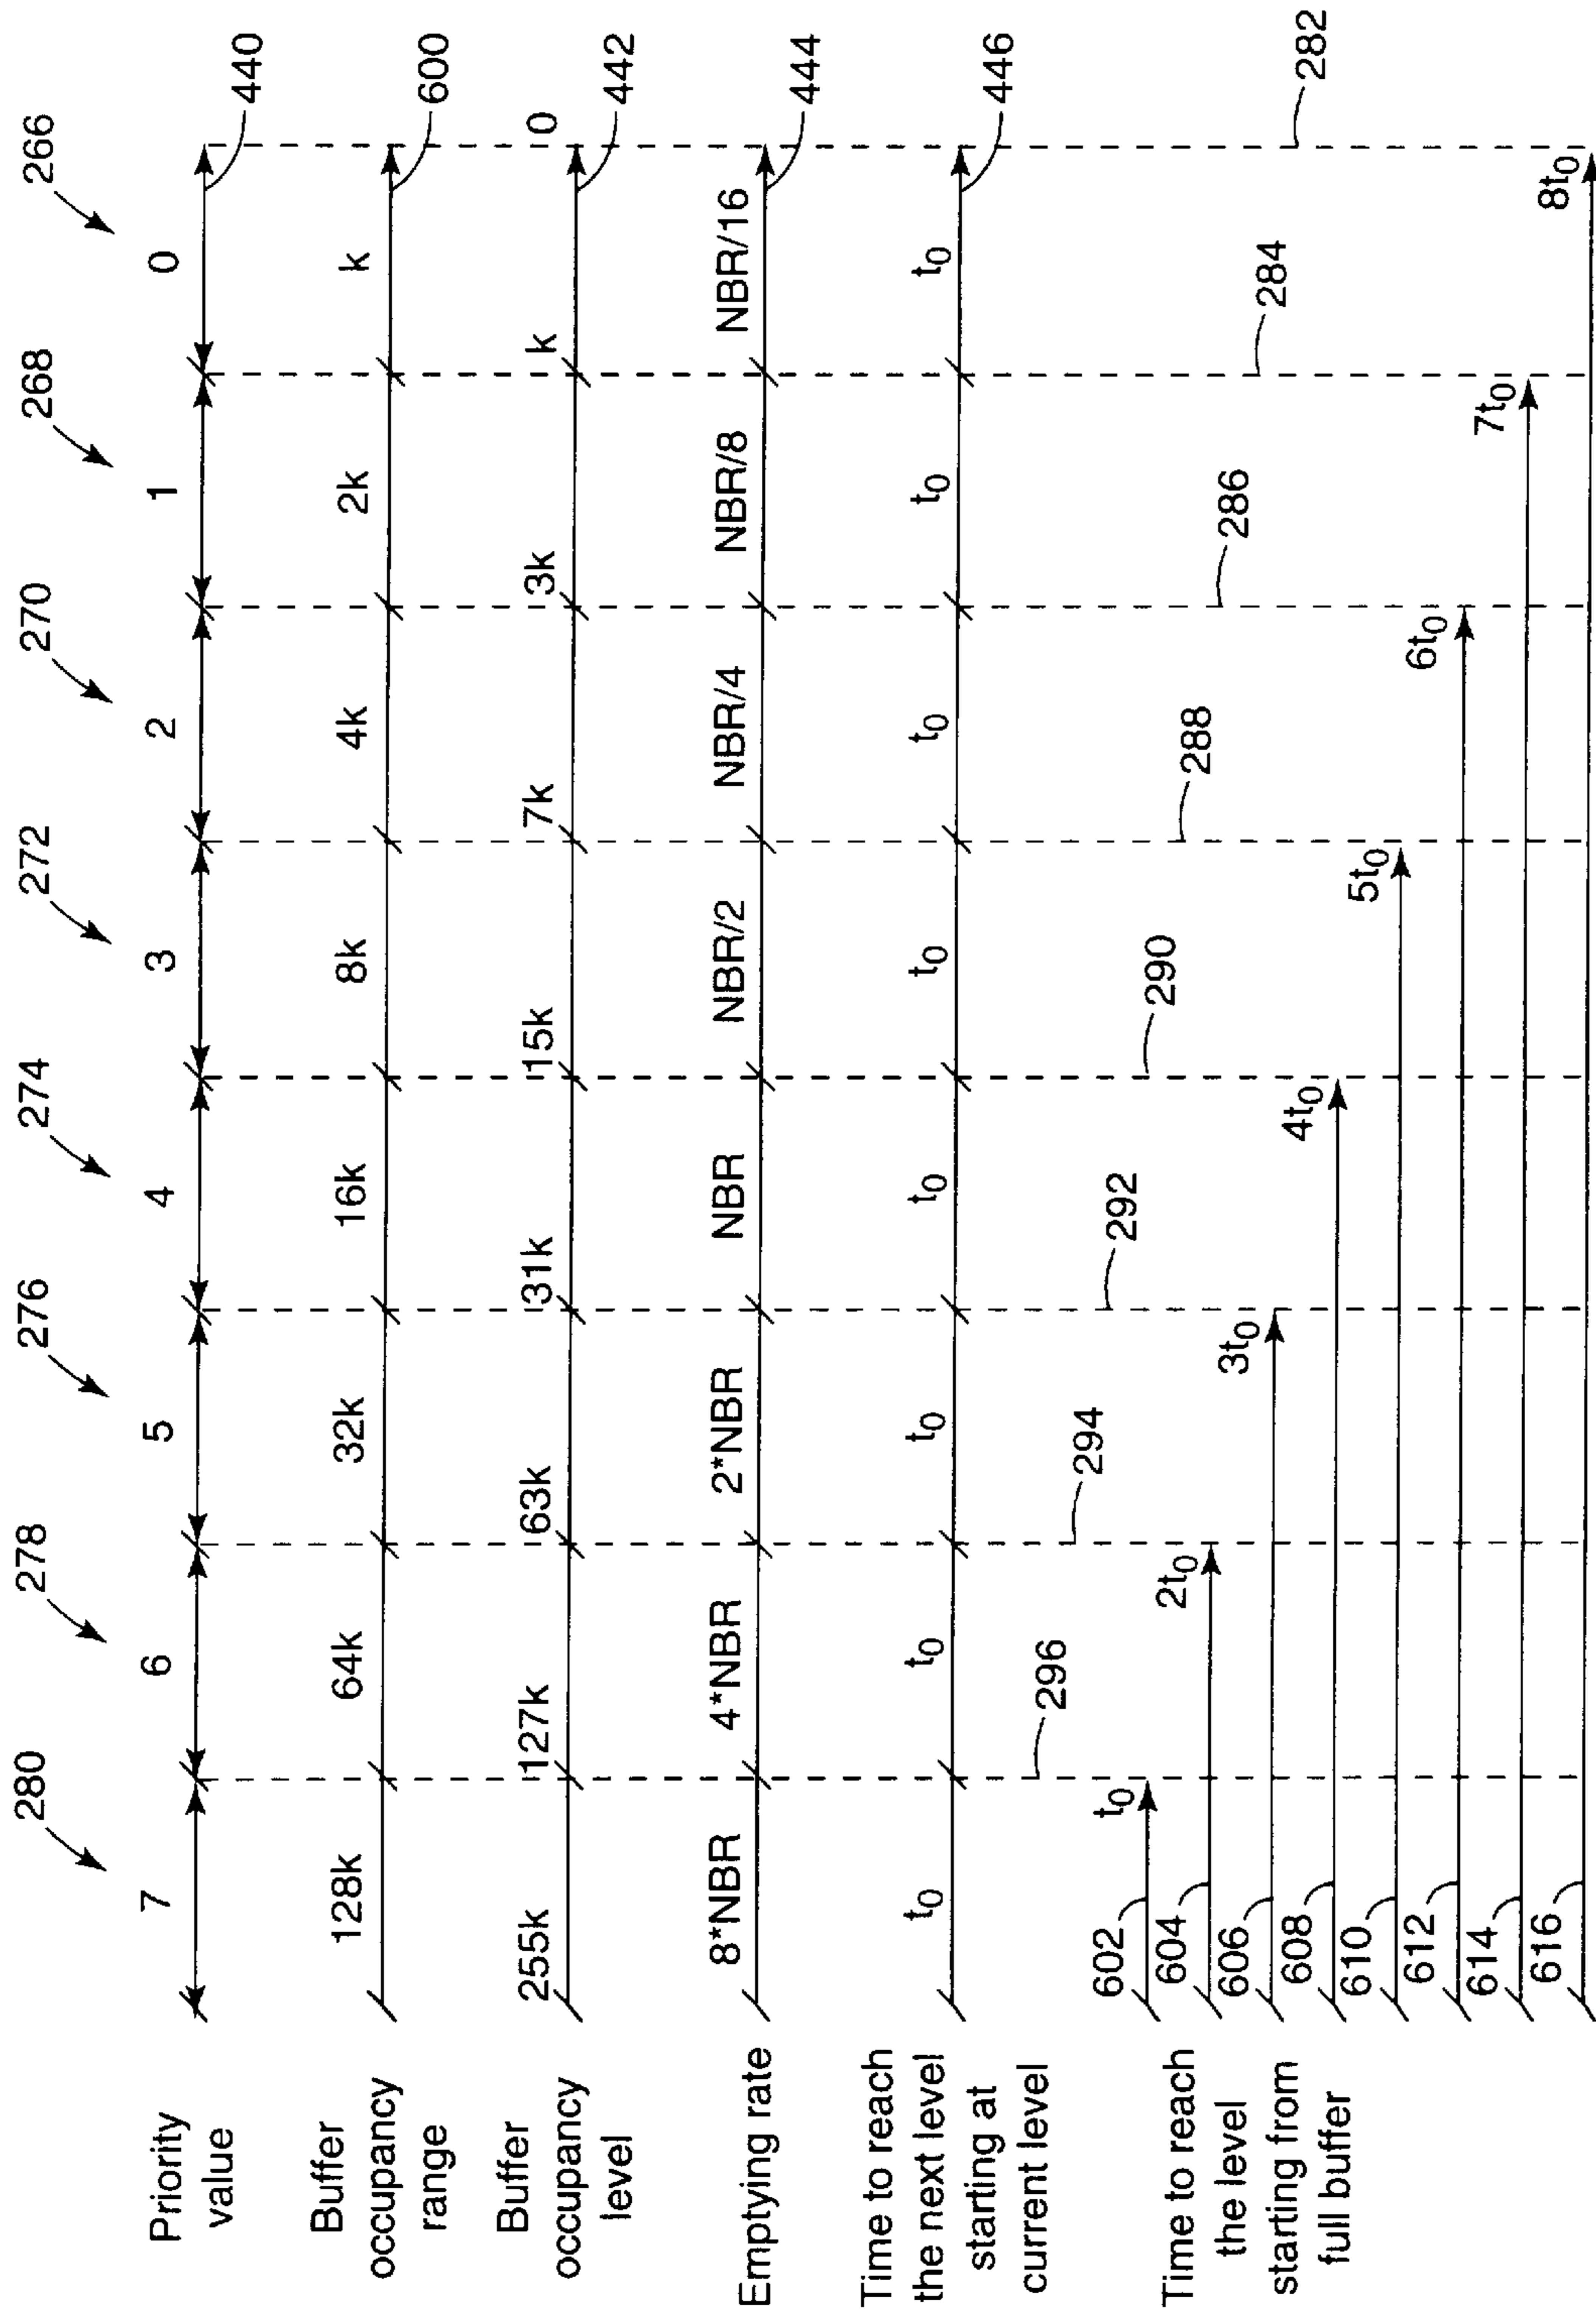 280 278 276 274 272 270 268 266
Priority
value
7 6 5 4 3 2 1 0
440
Buffer
occupancy
range
128k 64k 32k 16k 8k 4k 2k k
600
Buffer
occupancy
level
255k 127k 63k 31k 15k 7k 3k k 0
442
Emptying rate
8*NBR 4*NBR 2*NBR NBR NBR/2 NBR/4 NBR/8 NBR/16
444
Time to reach
the next level
starting at
current level
t0 t0 t0 t0 t0 t0 t0 t0
446
296 294 292 290 288 286 284 282
Time to reach
the level
starting from
full buffer
602 t0
604 2t0
606 3t0
608 4t0
610 5t0
612 6t0
614 7t0
616 8t0